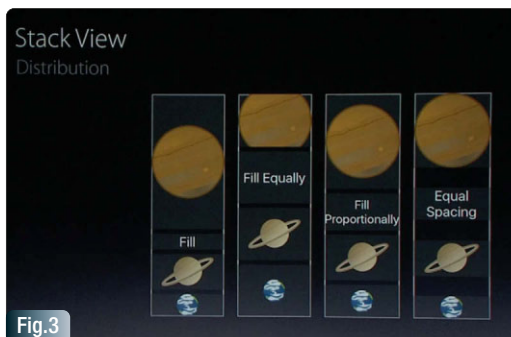 Stack View
Distribution
Fill
Fill Equally
Fill
Proportionally
Equal
Spacing
Fig.3